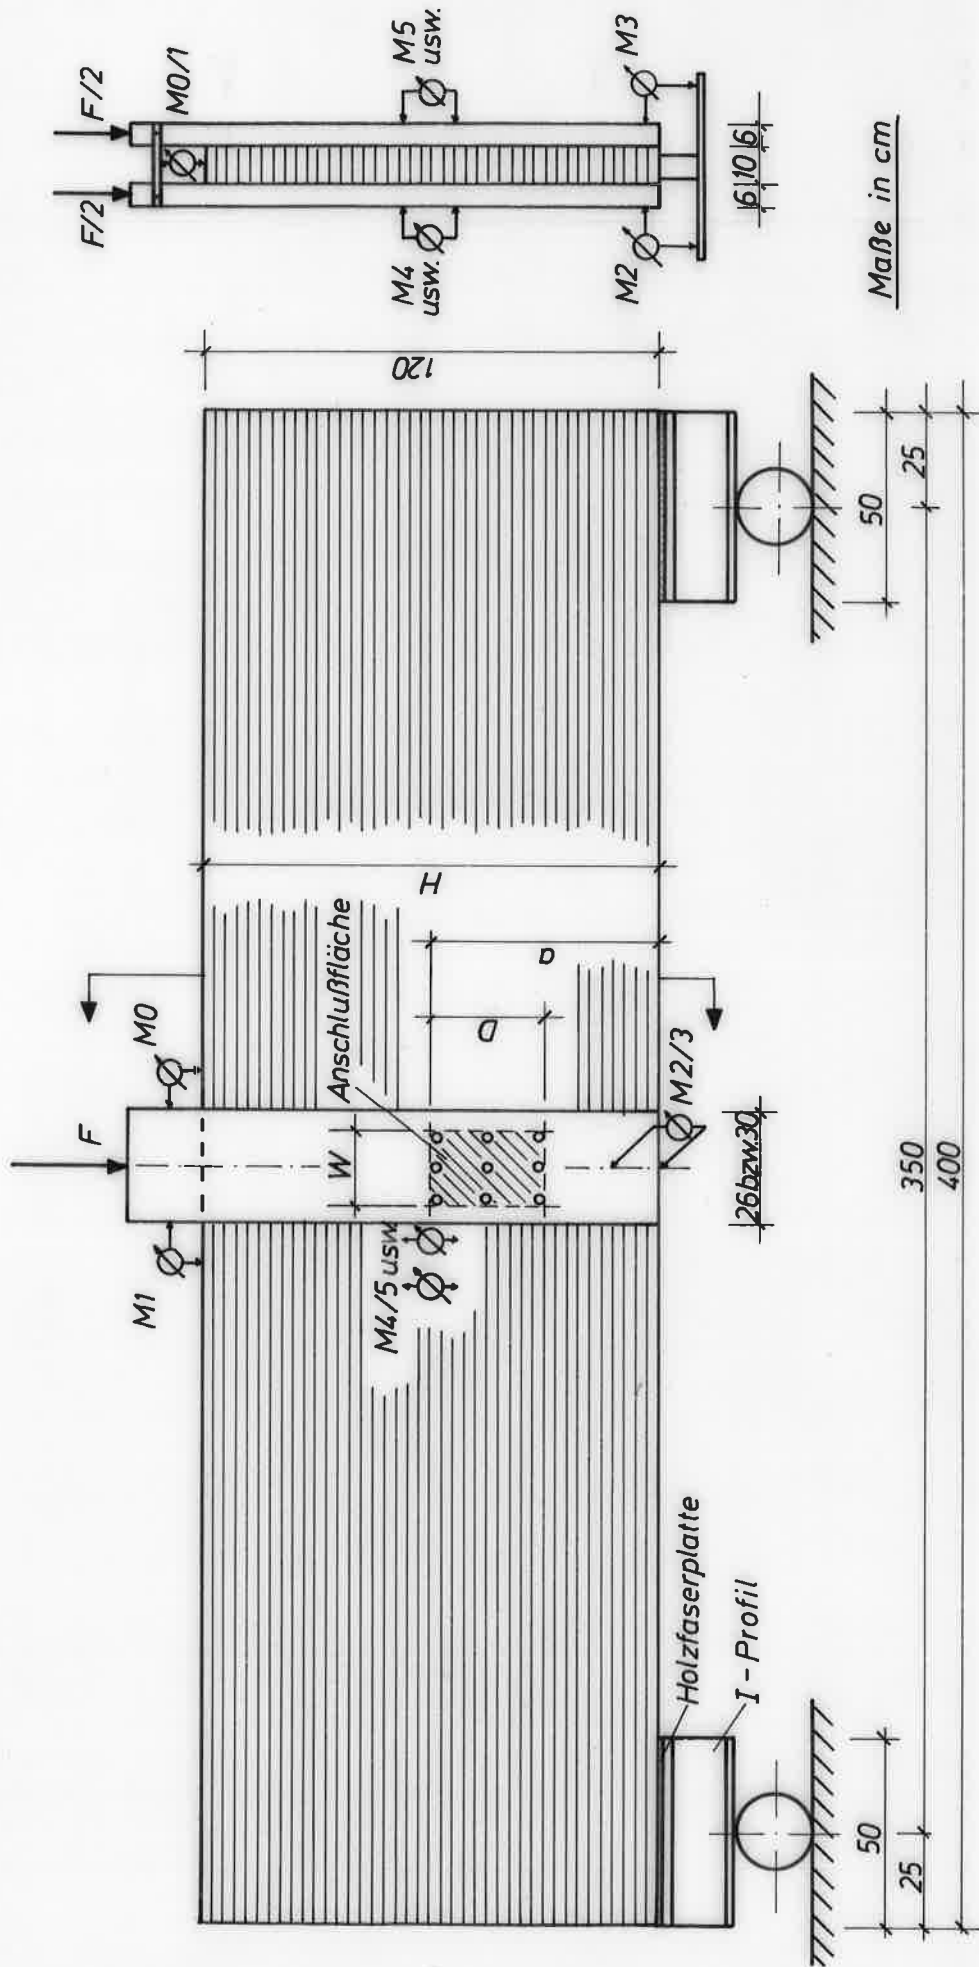 F/2
F/2
M0/1
M4
usw.
M5
usw.
M2
M3
6
10
6
Maße in cm
F
M1
M0
W
Anschlußfläche
M4/5 usw.
H
a
D
120
M2/3
26bzw.30
Holzfaserplatte
I-Profil
50
25
50
25
350
400